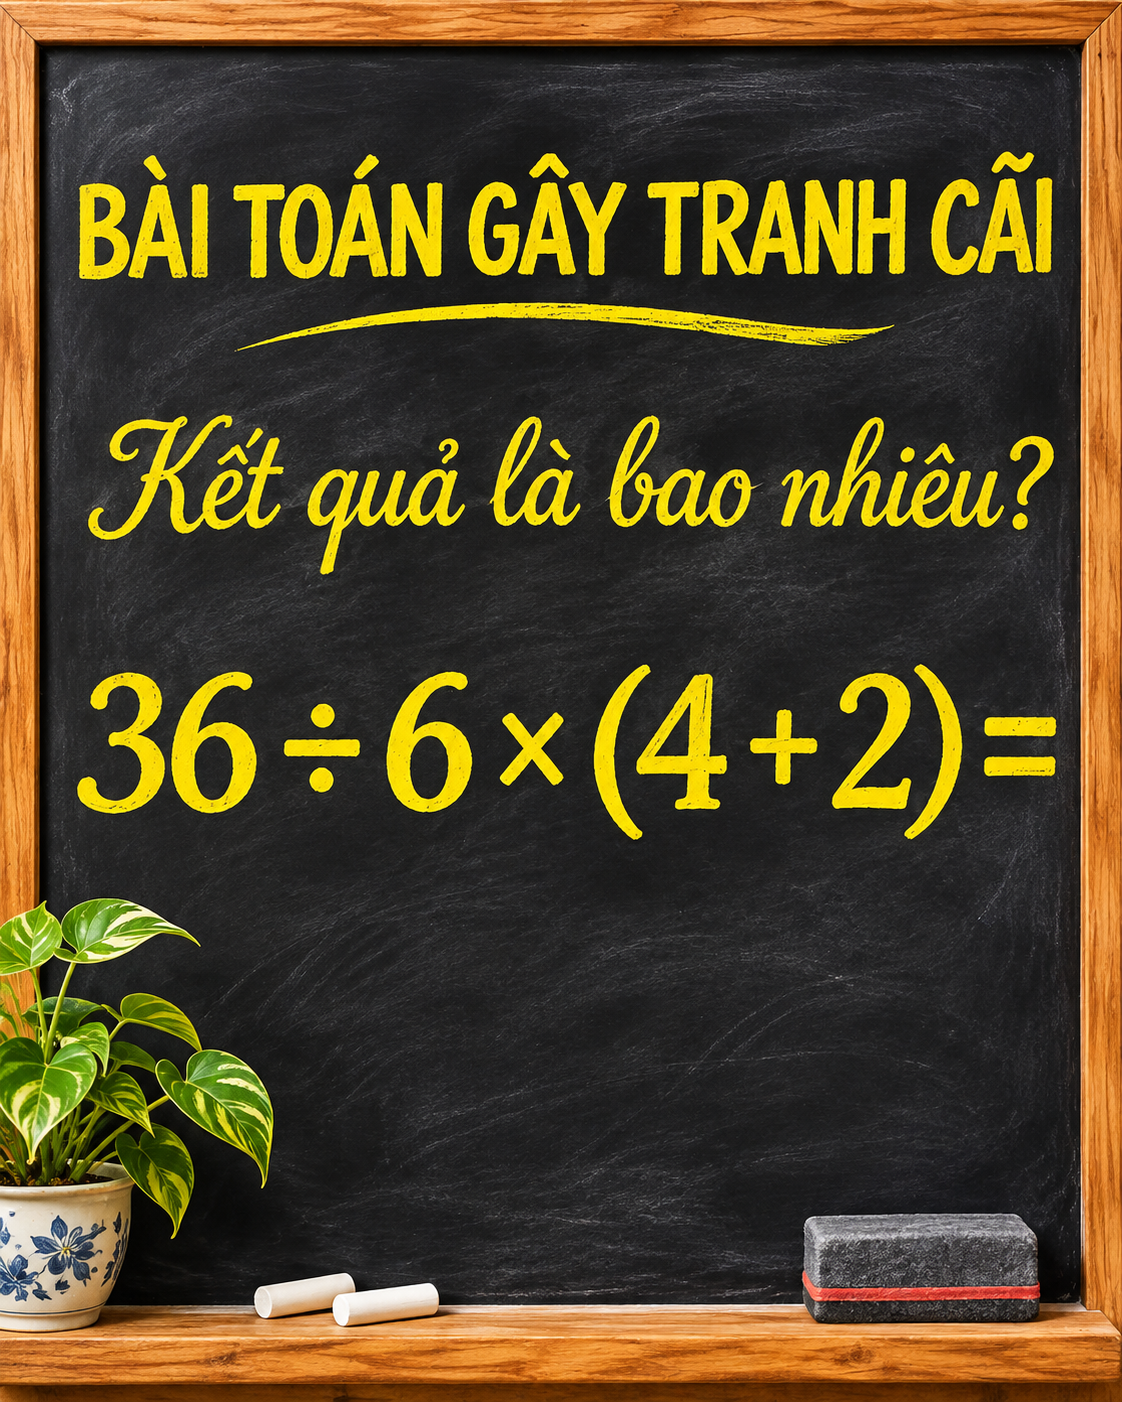 BÀI TOÁN GÂY TRANH CÃI
Kết quả là bao nhiêu?
36÷6×(4+2)=